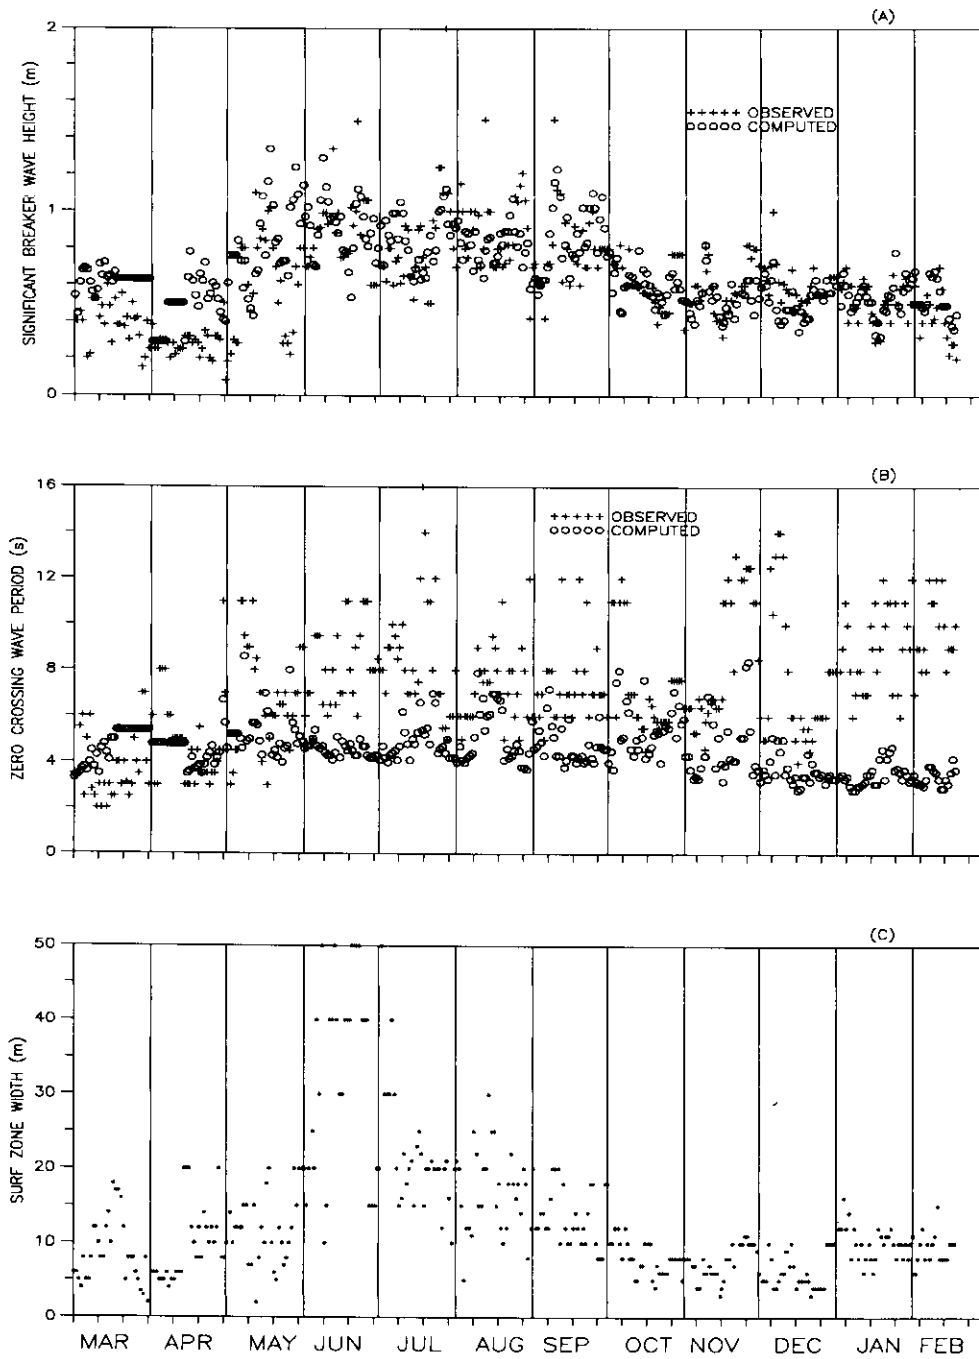 (A)
2
1
0
SIGNIFICANT BREAKER WAVE HEIGHT (m)
+++++ OBSERVED
OOOOO COMPUTED
(B)
16
12
8
4
0
ZERO CROSSING WAVE PERIOD (s)
+++++ OBSERVED
OOOOO COMPUTED
(C)
50
40
30
20
10
0
SURF ZONE WIDTH (m)
MAR APR MAY JUN JUL AUG SEP OCT NOV DEC JAN FEB